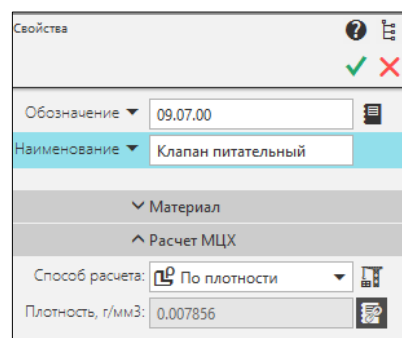 Свойства
Обозначение 09.07.00
Наименование Клапан питательный
Материал
Расчет МЦХ
Способ расчета: По плотности
Плотность, г/мм3: 0.007856